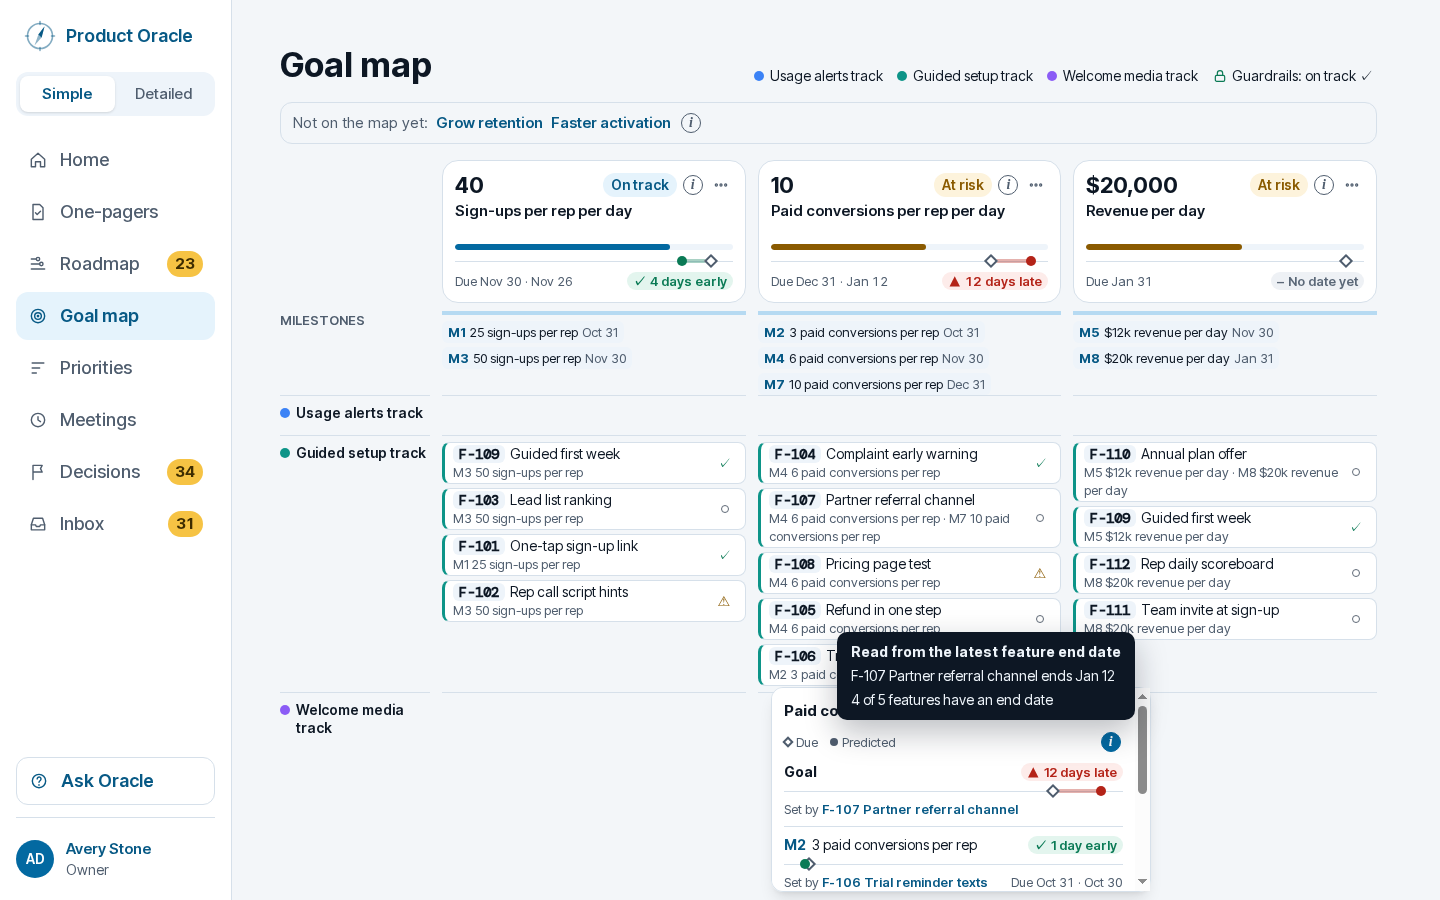 Product Oracle
Simple
Detailed
Home
One-pagers
Roadmap
23
Goal map
Priorities
Meetings
Decisions
34
Inbox
31
Ask Oracle
AD
Avery Stone
Owner
Goal map
Usage alerts track
Guided setup track
Welcome media track
Guardrails: on track ✓
Not on the map yet: Grow retention Faster activation i
40
On track
i
Sign-ups per rep per day
Due Nov 30 · Nov 26
✓ 4 days early
10
At risk
i
Paid conversions per rep per day
Due Dec 31 · Jan 12
▲ 12 days late
$20,000
At risk
i
Revenue per day
Due Jan 31
– No date yet
MILESTONES
M1 25 sign-ups per rep Oct 31
M3 50 sign-ups per rep Nov 30
M2 3 paid conversions per rep Oct 31
M4 6 paid conversions per rep Nov 30
M7 10 paid conversions per rep Dec 31
M5 $12k revenue per day Nov 30
M8 $20k revenue per day Jan 31
Usage alerts track
Guided setup track
F-109 Guided first week
M3 50 sign-ups per rep
✓
F-103 Lead list ranking
M3 50 sign-ups per rep
F-101 One-tap sign-up link
M1 25 sign-ups per rep
✓
F-102 Rep call script hints
M3 50 sign-ups per rep
⚠
F-104 Complaint early warning
M4 6 paid conversions per rep
✓
F-107 Partner referral channel
M4 6 paid conversions per rep · M7 10 paid
conversions per rep
F-108 Pricing page test
M4 6 paid conversions per rep
⚠
F-105 Refund in one step
M4 6 paid conversions per rep
F-106
M2 3 paid
F-110 Annual plan offer
M5 $12k revenue per day · M8 $20k revenue
per day
F-109 Guided first week
M5 $12k revenue per day
✓
F-112 Rep daily scoreboard
M8 $20k revenue per day
F-111 Team invite at sign-up
M8 $20k revenue per day
Welcome media
track
Read from the latest feature end date
F-107 Partner referral channel ends Jan 12
4 of 5 features have an end date
Paid
Due
Predicted
i
Goal
▲ 12 days late
Set by F-107 Partner referral channel
M2 3 paid conversions per rep
✓ 1 day early
Set by F-106 Trial reminder texts
Due Oct 31 · Oct 30